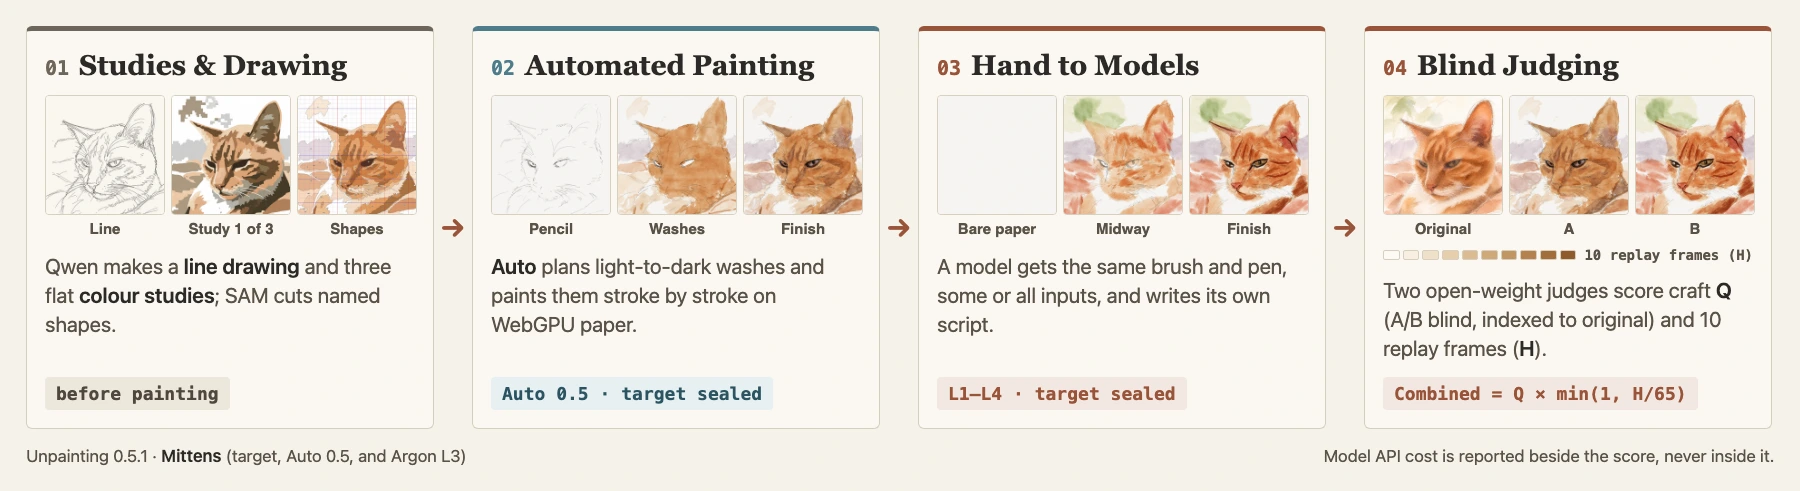 01 Studies & Drawing
Line
Study 1 of 3
Shapes
Qwen makes a line drawing and three
flat colour studies; SAM cuts named
shapes.
before painting
02 Automated Painting
Pencil
Washes
Finish
Auto plans light-to-dark washes and
paints them stroke by stroke on
WebGPU paper.
Auto 0.5 · target sealed
03 Hand to Models
Bare paper
Midway
Finish
A model gets the same brush and pen,
some or all inputs, and writes its own
script.
L1–L4 · target sealed
04 Blind Judging
Original
A
B
10 replay frames (H)
Two open-weight judges score craft Q
(A/B blind, indexed to original) and 10
replay frames (H).
Combined = Q × min(1, H/65)
Unpainting 0.5.1 · Mittens (target, Auto 0.5, and Argon L3)
Model API cost is reported beside the score, never inside it.